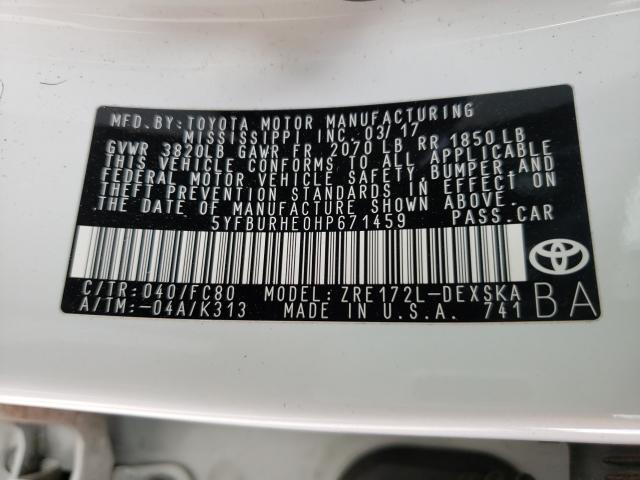 MFD. BY: TOYOTA MOTOR MANUFACTURING
MISSISSIPPI INC. 03/17
GVWR 3820LB GAWR FR 2070 LB RR 1850 LB
THIS VEHICLE CONFORMS TO ALL APPLICABLE
FEDERAL MOTOR VEHICLE SAFETY, BUMPER, AND
THEFT PREVENTION STANDARDS IN EFFECT ON
THE DATE OF MANUFACTURE SHOWN ABOVE.
5YFBURHE0HP671459 PASS.CAR
C/TR: 040/FC80 MODEL: ZRE172L-DEXSKA
A/TM: -04A/K313 MADE IN U.S.A. 741
BA